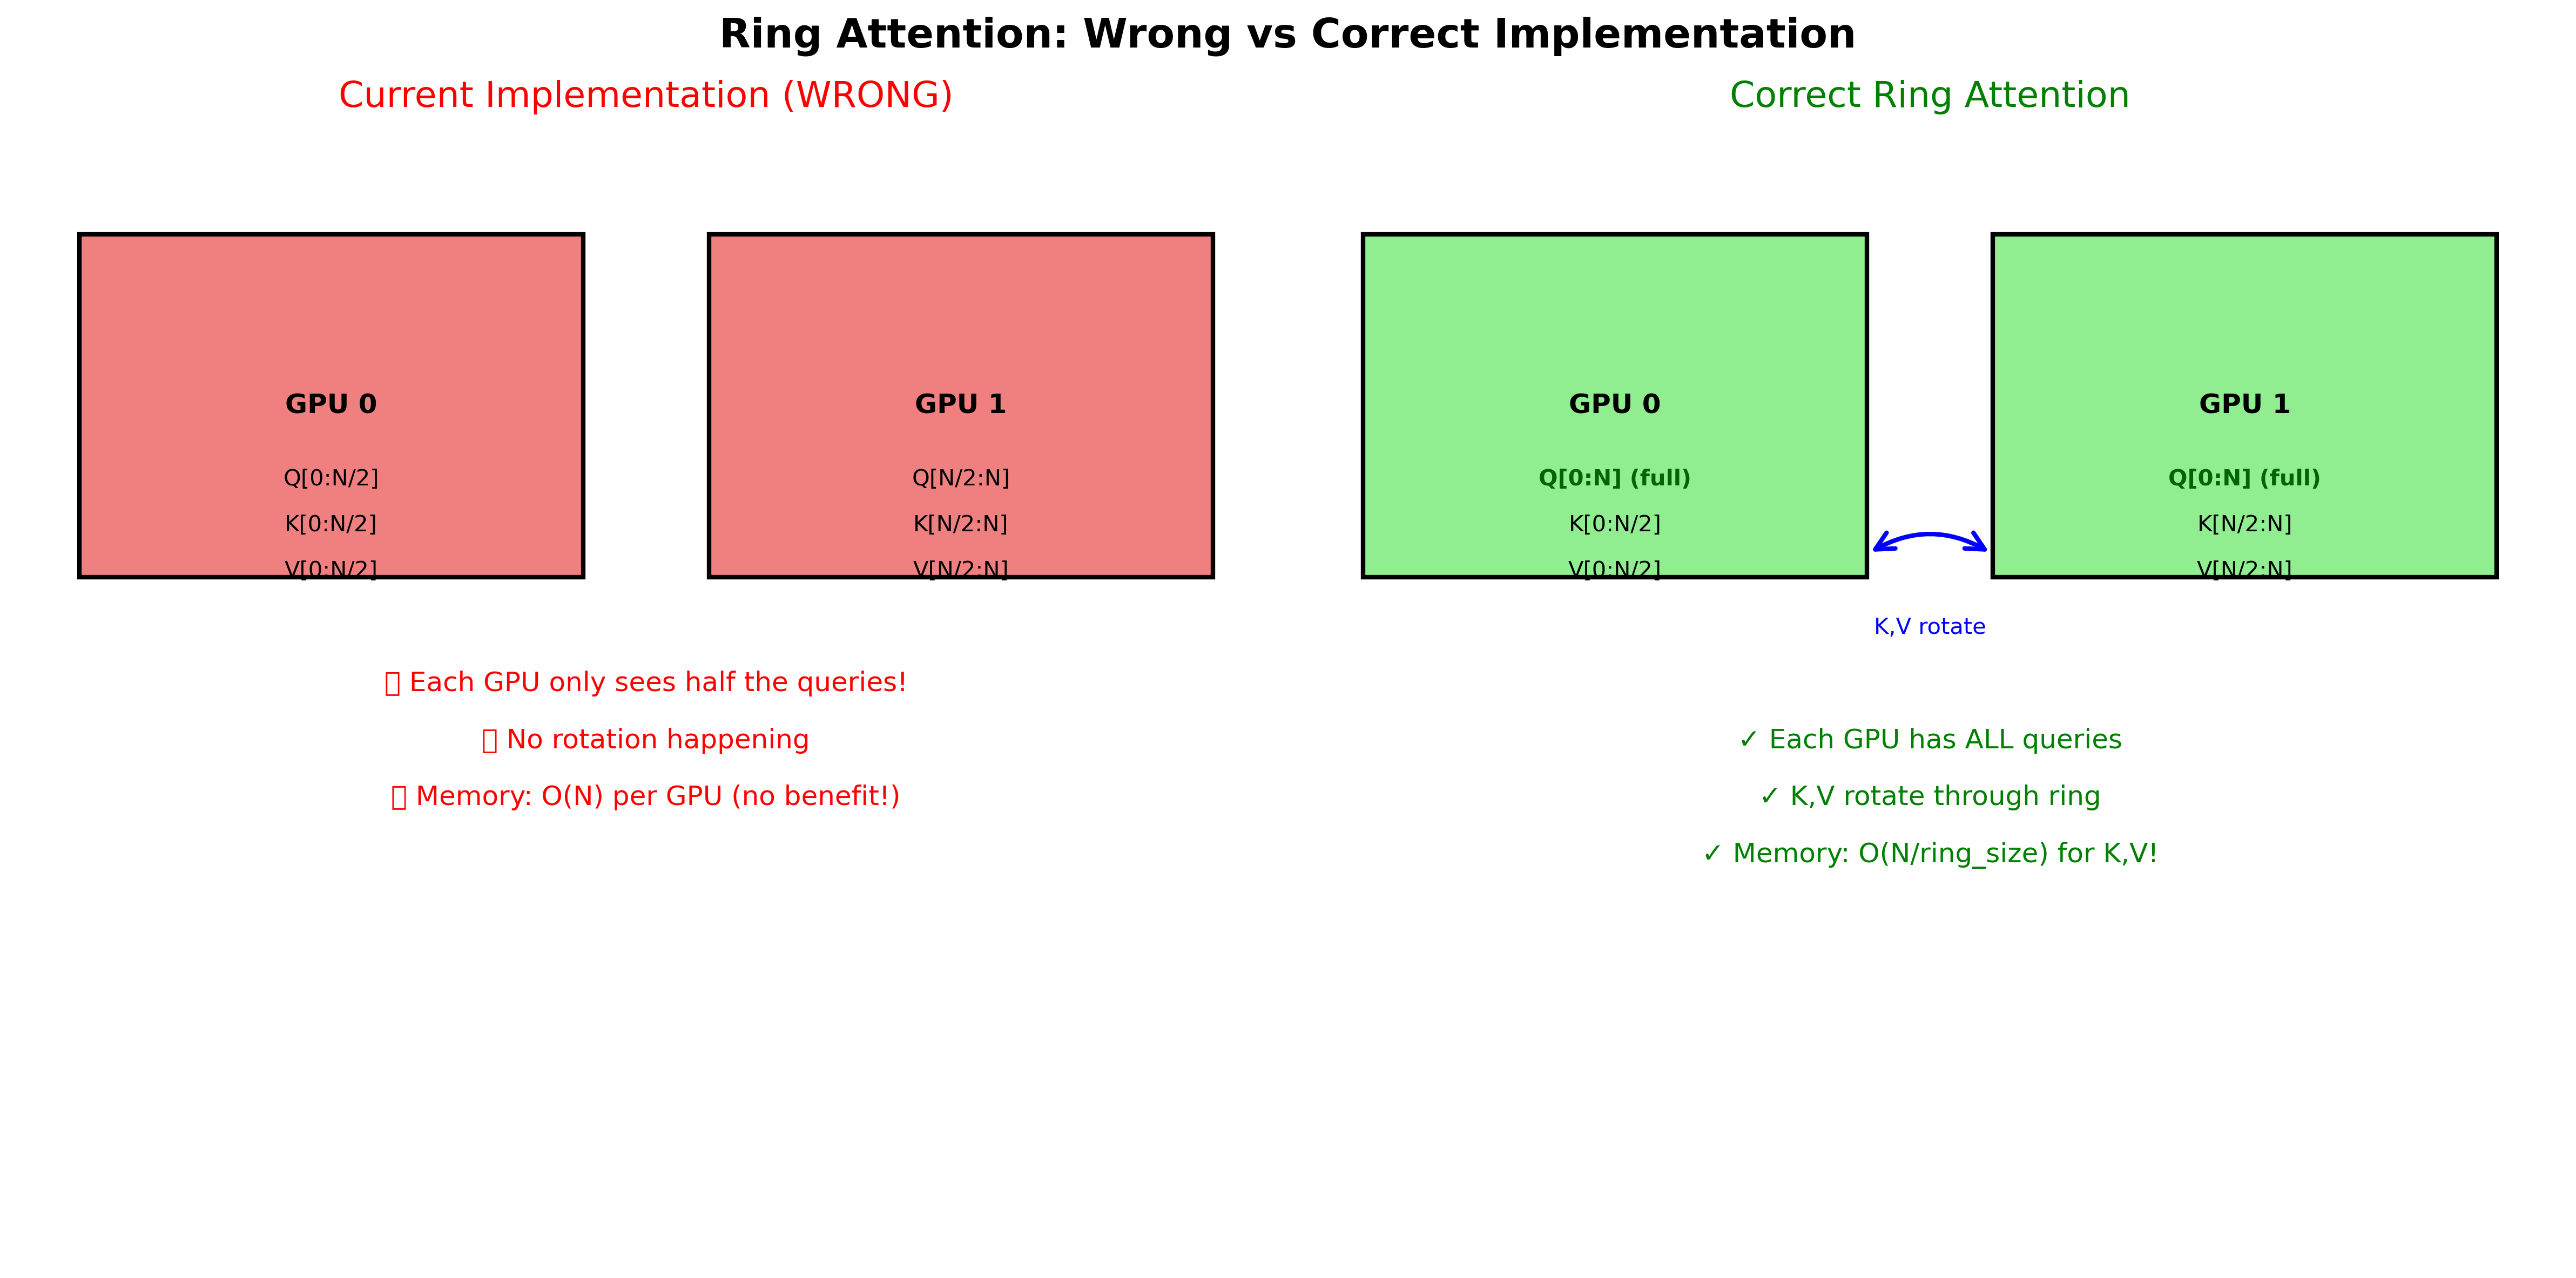 Ring Attention: Wrong vs Correct Implementation
Current Implementation (WRONG)
GPU 0
Q[0:N/2]
K[0:N/2]
V[0:N/2]
GPU 1
Q[N/2:N]
K[N/2:N]
V[N/2:N]
▯ Each GPU only sees half the queries!
▯ No rotation happening
▯ Memory: O(N) per GPU (no benefit!)
Correct Ring Attention
GPU 0
Q[0:N] (full)
K[0:N/2]
V[0:N/2]
GPU 1
Q[0:N] (full)
K[N/2:N]
V[N/2:N]
K,V rotate
✓ Each GPU has ALL queries
✓ K,V rotate through ring
✓ Memory: O(N/ring_size) for K,V!